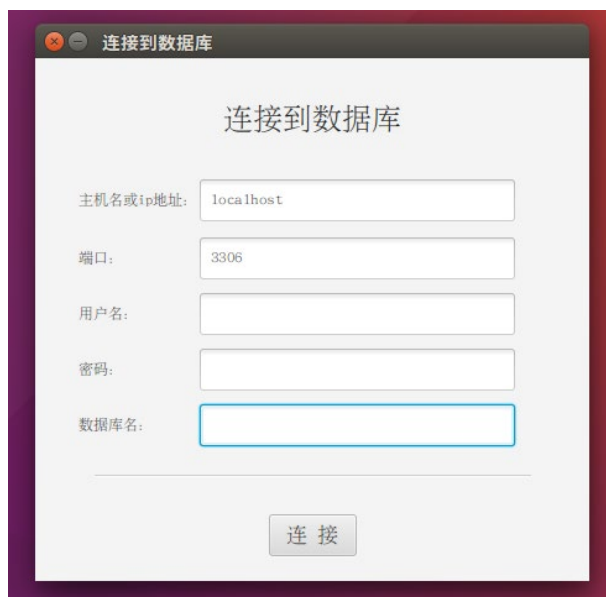 连接到数据库
连接到数据库
主机名或ip地址: localhost
端口: 3306
用户名:
密码:
数据库名:
连 接